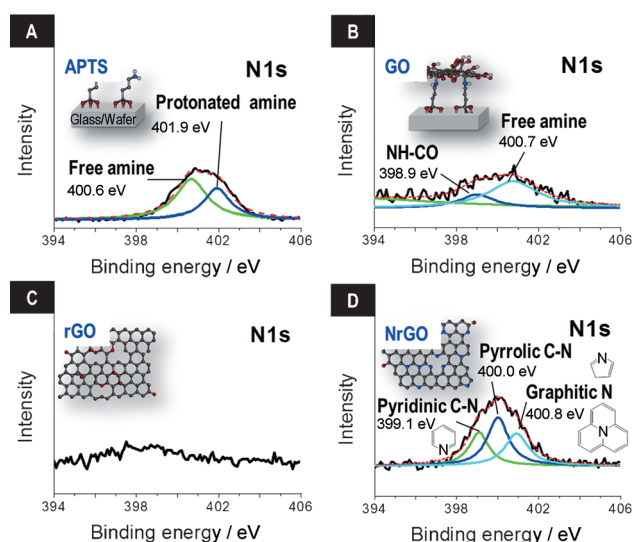 A
APTS
N1s
Glass/Wafer
Protonated amine
401.9 eV
Free amine
400.6 eV
Intensity
394 398 402 406
Binding energy / eV
B
GO
N1s
Free amine
400.7 eV
NH-CO
398.9 eV
Intensity
394 398 402 406
Binding energy / eV
C
rGO
N1s
Intensity
394 398 402 406
Binding energy / eV
D
NrGO
N1s
Pyrrolic C-N
400.0 eV
N
Graphitic N
400.8 eV
N
Pyridinic C-N
399.1 eV
N
Intensity
394 398 402 406
Binding energy / eV